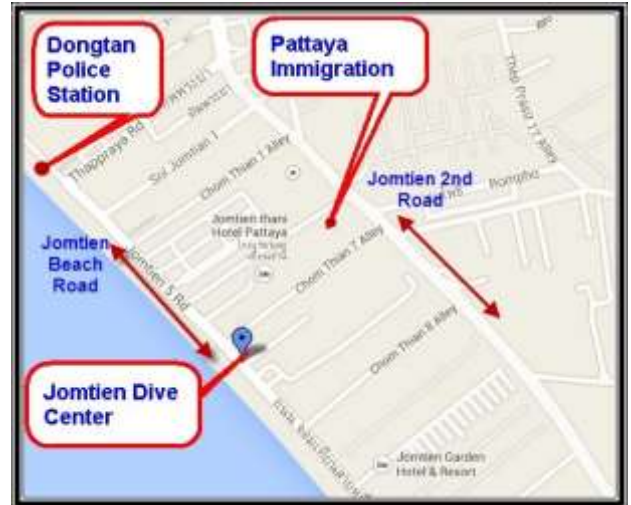 Dongtan
Police
Station
Pattaya
Immigration
Thappraya Rd
Soi Jomtian 1
Chom Thian 1 Alley
Thep Prasit 17 Alley
Jomtien 2nd
Road
Rompho
Jomtien thani
Hotel Pattaya
Jomtien
Beach
Road
Jomtien 5 Rd
Chom Thian 7 Alley
Chom Thian 8 Alley
Jomtien Dive
Center
Jomtien Garden
Hotel & Resort